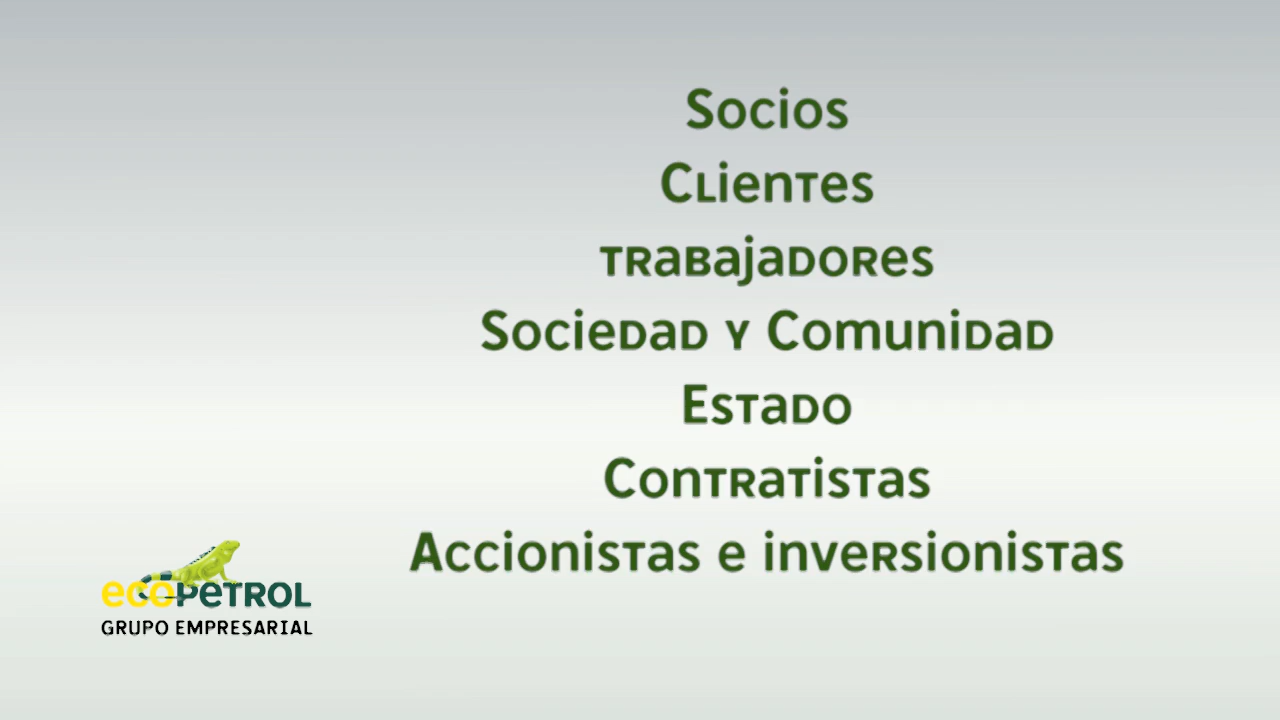 Socios
Clientes
trabajadores
Sociedad y Comunidad
Estado
Contratistas
Accionistas e inversionistas
ecopetrol
GRUPO EMPRESARIAL